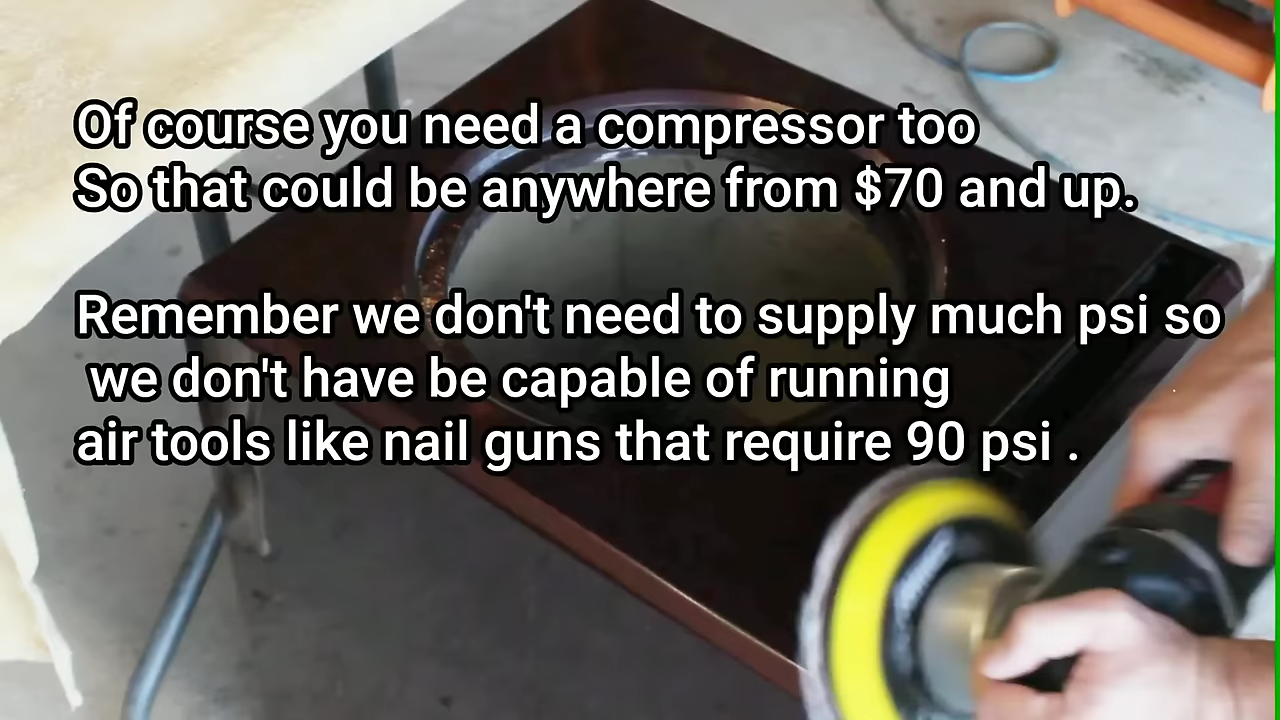 Of course you need a compressor too
So that could be anywhere from $70 and up.
Remember we don't need to supply much psi so
we don't have be capable of running
air tools like nail guns that require 90 psi .